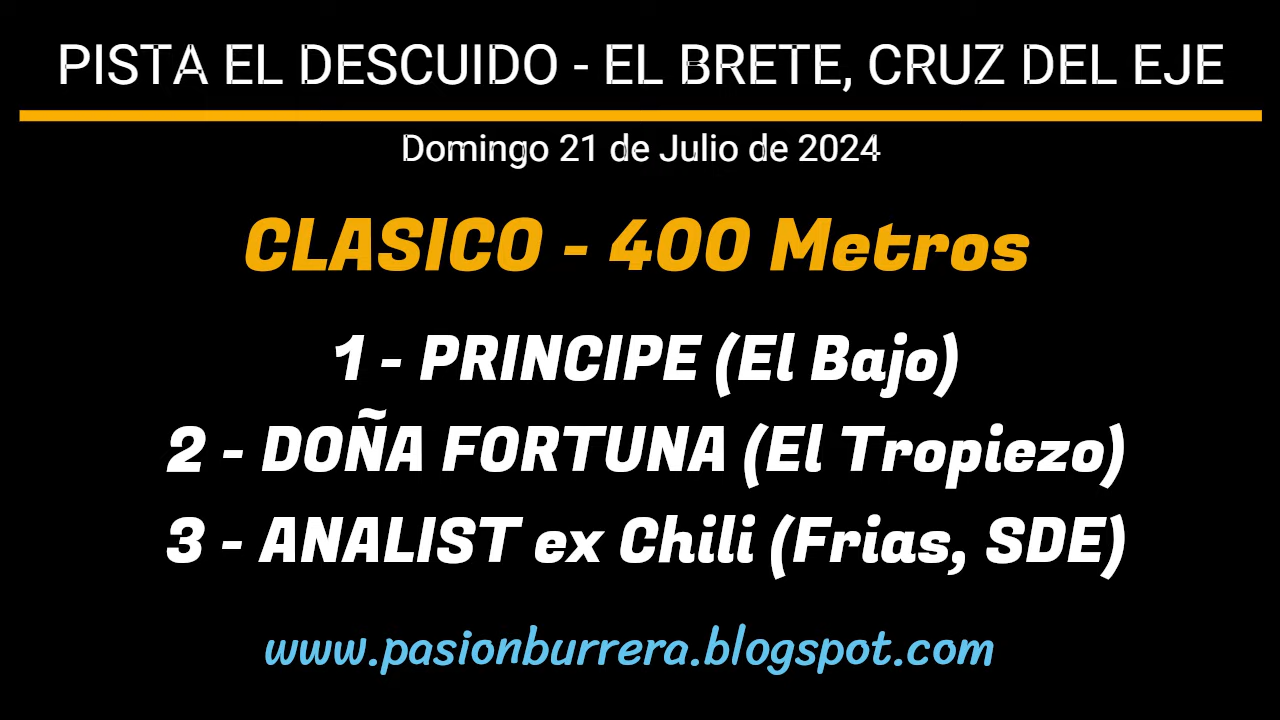 PISTA EL DESCUIDO - EL BRETE, CRUZ DEL EJE
Domingo 21 de Julio de 2024
CLASICO - 400 Metros
1 - PRINCIPE (El Bajo)
2 - DOÑA FORTUNA (El Tropiezo)
3 - ANALIST ex Chili (Frias, SDE)
www.pasionburrera.blogspot.com